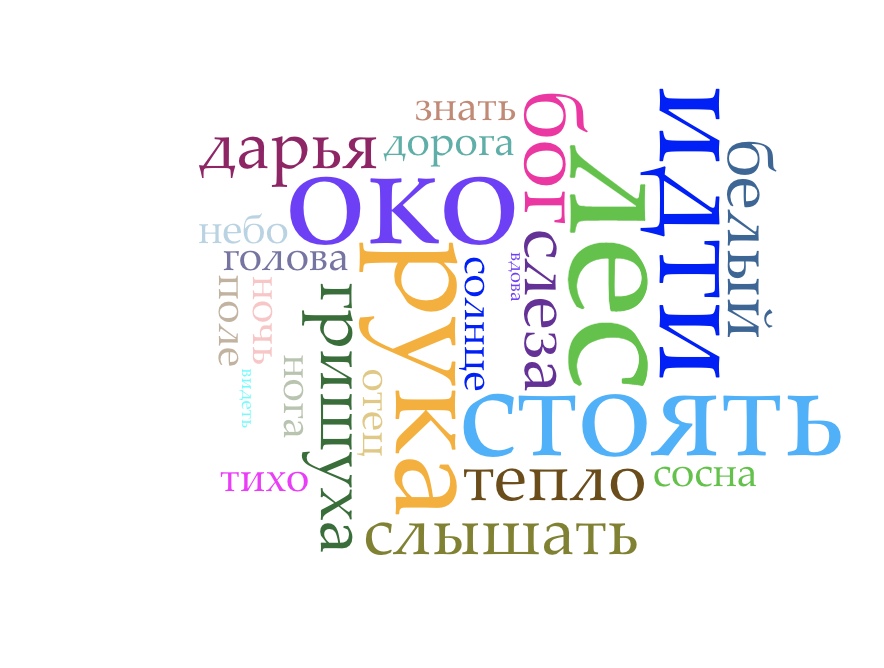 знать
дарья
дорога
бог
лес
идти
белый
око
небо
голова
рука
солнце
вдова
слеза
поле
ночь
гришуха
видеть
нога
отец
стоять
тихо
тепло
сосна
слышать